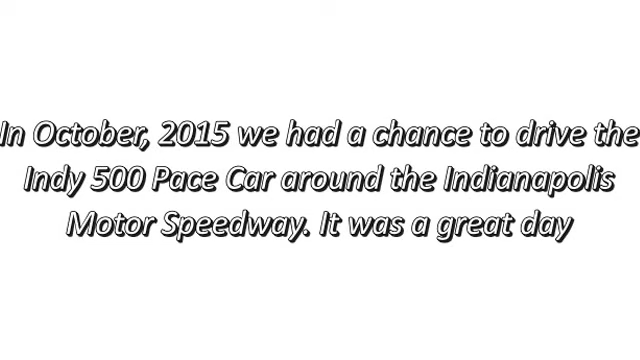 In October, 2015 we had a chance to drive the
Indy 500 Pace Car around the Indianapolis
Motor Speedway. It was a great day